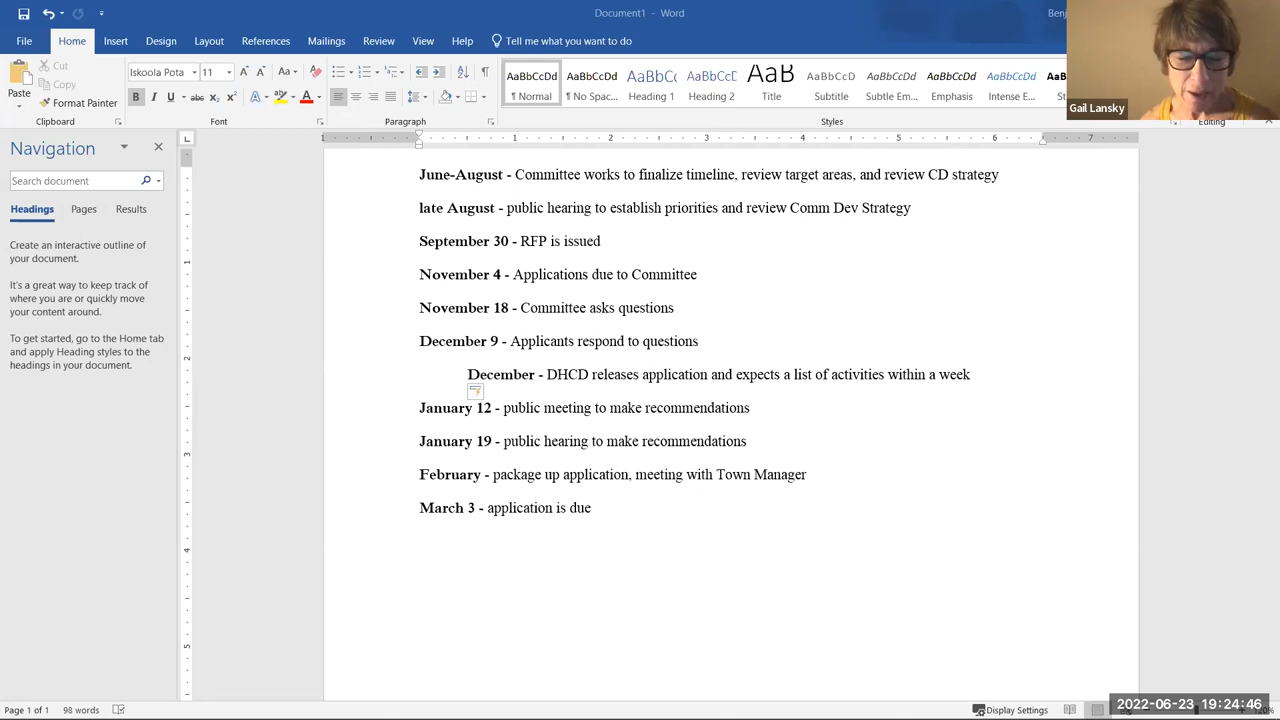 Document1 - Word
Benj
File Home Insert Design Layout References Mailings Review View Help Tell me what you want to do
Cut
Copy
Paste
Format Painter
Iskoola Pota 11
AaBbCcDd AaBbCcDd AaBbCc AaBbCcD AaB AaBbCcDd AaBbCcDd AaBbCcDd AaBbCcDd
¶ Normal ¶ No Spac... Heading 1 Heading 2 Title Subtitle Subtle Em... Emphasis Intense E...
Clipboard Font Paragraph Styles Editing
Gail Lansky
Navigation
Search document
Headings Pages Results
Create an interactive outline of
your document.
It's a great way to keep track of
where you are or quickly move
your content around.
To get started, go to the Home tab
and apply Heading styles to the
headings in your document.
June-August - Committee works to finalize timeline, review target areas, and review CD strategy
late August - public hearing to establish priorities and review Comm Dev Strategy
September 30 - RFP is issued
November 4 - Applications due to Committee
November 18 - Committee asks questions
December 9 - Applicants respond to questions
December - DHCD releases application and expects a list of activities within a week
January 12 - public meeting to make recommendations
January 19 - public hearing to make recommendations
February - package up application, meeting with Town Manager
March 3 - application is due
Page 1 of 1 98 words
Display Settings
2022-06-23 19:24:46